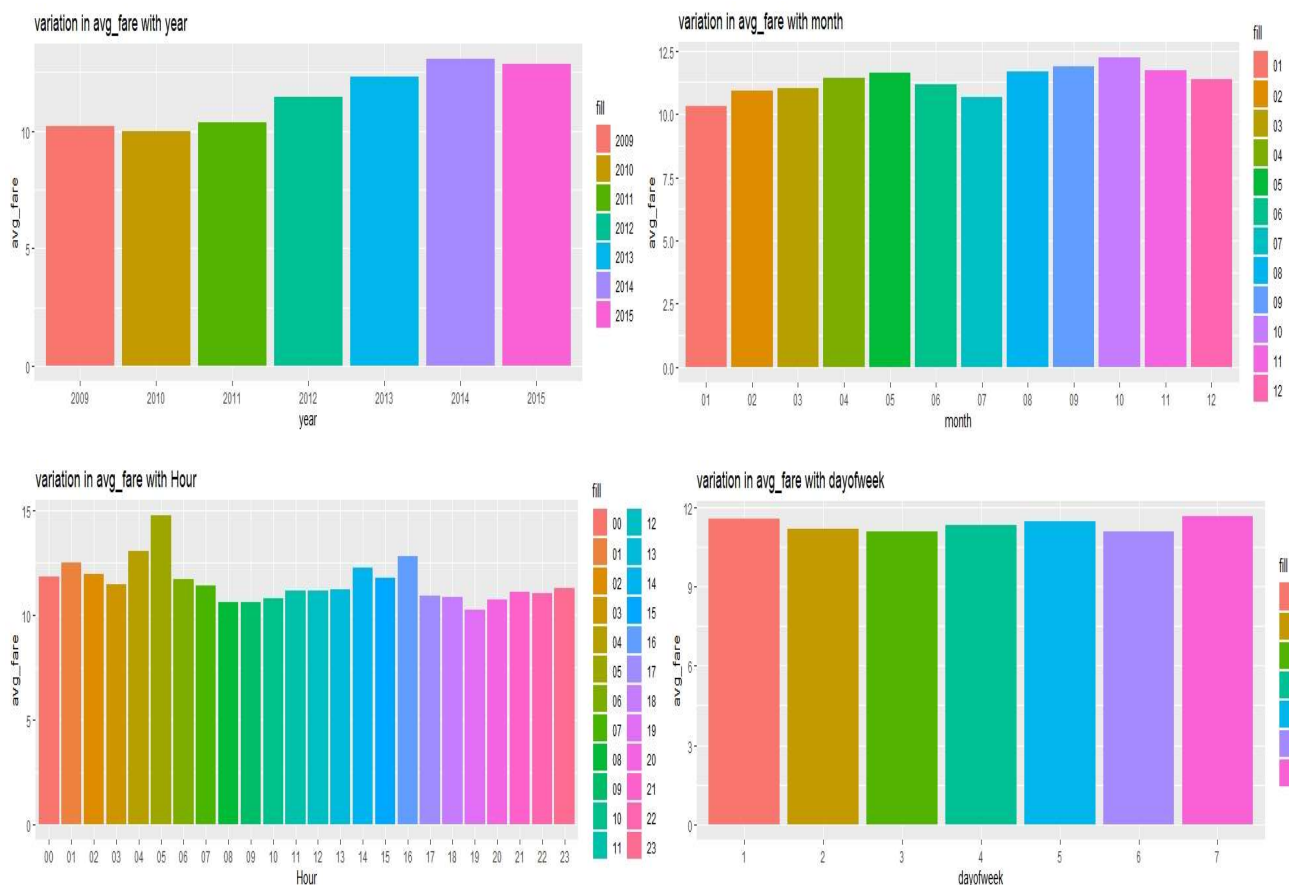 variation in avg_fare with year
avg_fare
10
5
0
2009 2010 2011 2012 2013 2014 2015
year
fill
2009
2010
2011
2012
2013
2014
2015
variation in avg_fare with month
avg_fare
12.5
10.0
7.5
5.0
2.5
0.0
01 02 03 04 05 06 07 08 09 10 11 12
month
fill
01
02
03
04
05
06
07
08
09
10
11
12
variation in avg_fare with Hour
avg_fare
15
10
5
0
00 01 02 03 04 05 06 07 08 09 10 11 12 13 14 15 16 17 18 19 20 21 22 23
Hour
fill
00 12
01 13
02 14
03 15
04 16
05 17
06 18
07 19
08 20
09 21
10 22
11 23
variation in avg_fare with dayofweek
avg_fare
12
9
6
3
0
1 2 3 4 5 6 7
dayofweek
fill